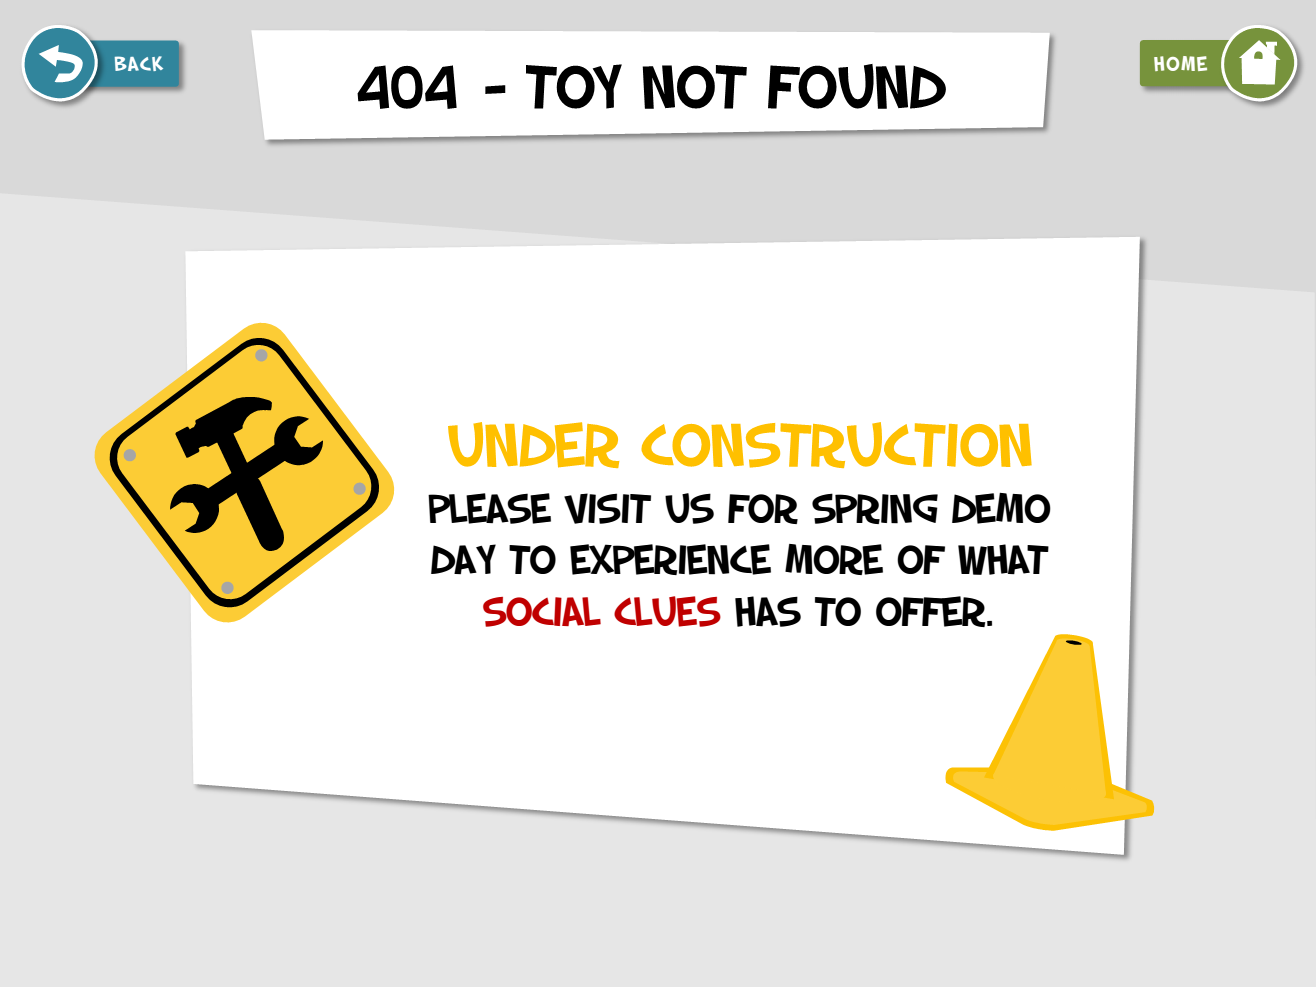 BACK
404 - TOY NOT FOUND
HOME
UNDER CONSTRUCTION
PLEASE VISIT US FOR SPRING DEMO
DAY TO EXPERIENCE MORE OF WHAT
SOCIAL CLUES HAS TO OFFER.